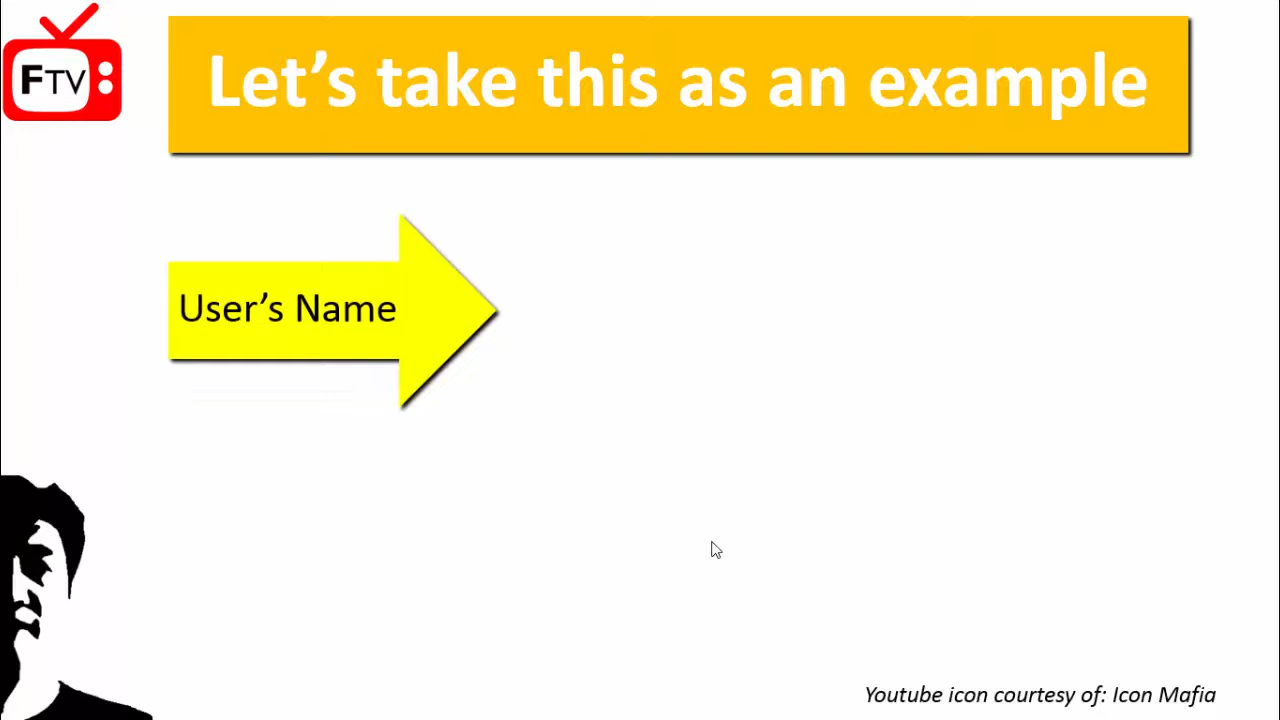 FTV
Let’s take this as an example
User’s Name
Youtube icon courtesy of: Icon Mafia